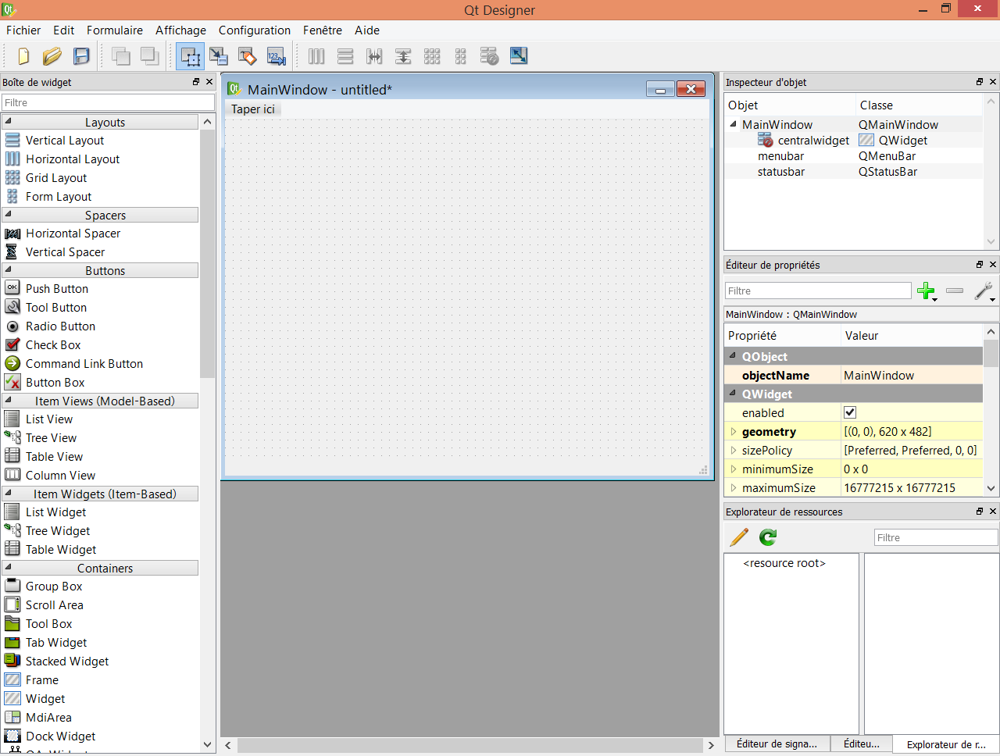 Qt Designer
Fichier Edit Formulaire Affichage Configuration Fenêtre Aide
Boîte de widget
Filtre
Layouts
Vertical Layout
Horizontal Layout
Grid Layout
Form Layout
Spacers
Horizontal Spacer
Vertical Spacer
Buttons
Push Button
Tool Button
Radio Button
Check Box
Command Link Button
Button Box
Item Views (Model-Based)
List View
Tree View
Table View
Column View
Item Widgets (Item-Based)
List Widget
Tree Widget
Table Widget
Containers
Group Box
Scroll Area
Tool Box
Tab Widget
Stacked Widget
Frame
Widget
MdiArea
Dock Widget
MainWindow - untitled*
Taper ici
Inspecteur d'objet
Objet Classe
MainWindow QMainWindow
centralwidget QWidget
menubar QMenuBar
statusbar QStatusBar
Éditeur de propriétés
Filtre
MainWindow : QMainWindow
Propriété Valeur
QObject
objectName MainWindow
QWidget
enabled
geometry [(0, 0), 620 x 482]
sizePolicy [Preferred, Preferred, 0, 0]
minimumSize 0 x 0
maximumSize 16777215 x 16777215
Explorateur de ressources
Filtre
<resource root>
Éditeur de signa... Éditeu... Explorateur de r...